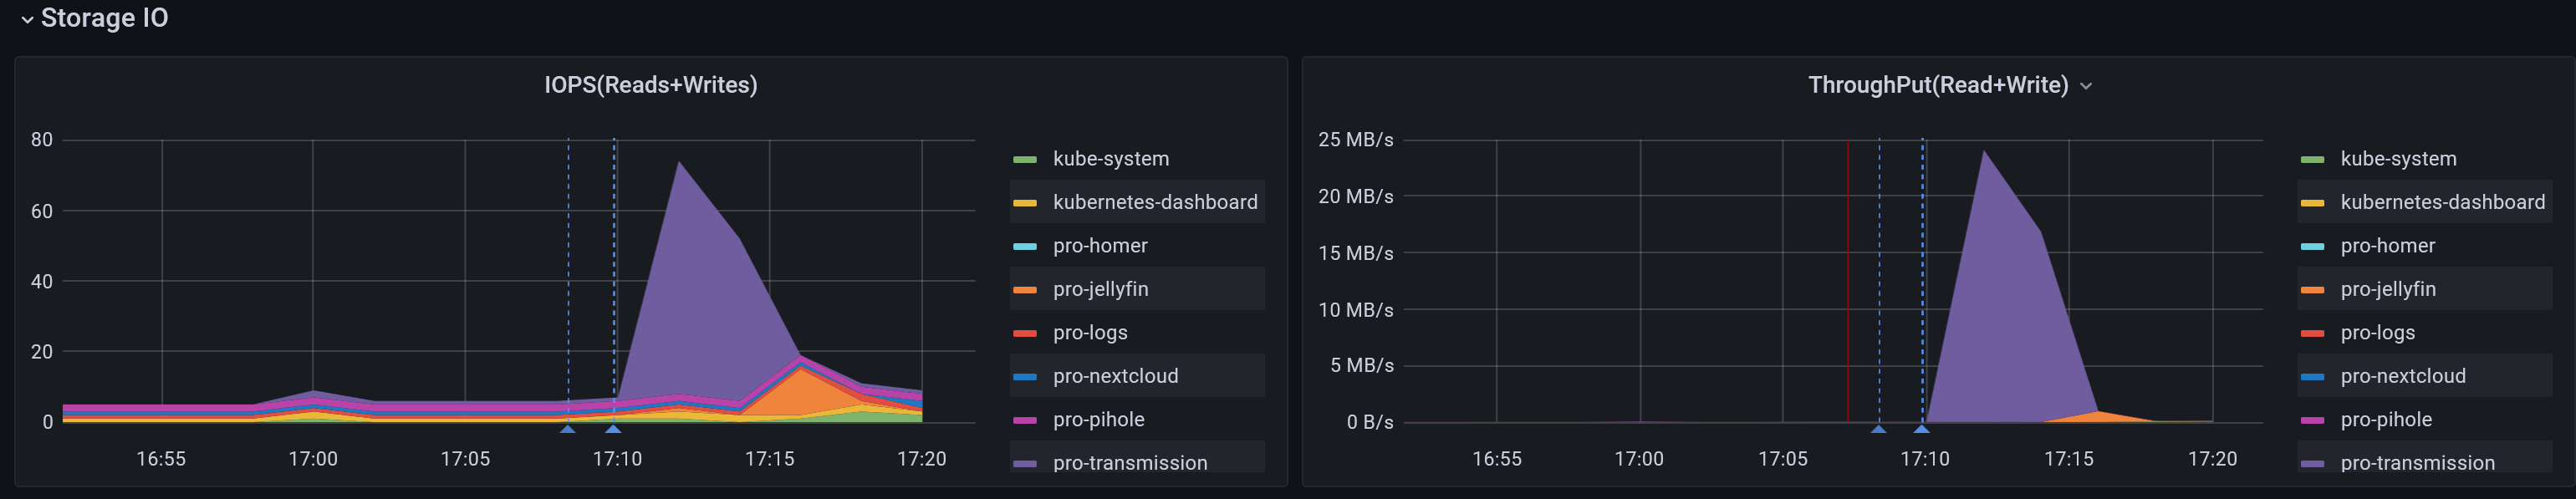 Storage IO
IOPS(Reads+Writes)
80
60
40
20
0
16:55 17:00 17:05 17:10 17:15 17:20
kube-system
kubernetes-dashboard
pro-homer
pro-jellyfin
pro-logs
pro-nextcloud
pro-pihole
pro-transmission
ThroughPut(Read+Write)
25 MB/s
20 MB/s
15 MB/s
10 MB/s
5 MB/s
0 B/s
16:55 17:00 17:05 17:10 17:15 17:20
kube-system
kubernetes-dashboard
pro-homer
pro-jellyfin
pro-logs
pro-nextcloud
pro-pihole
pro-transmission